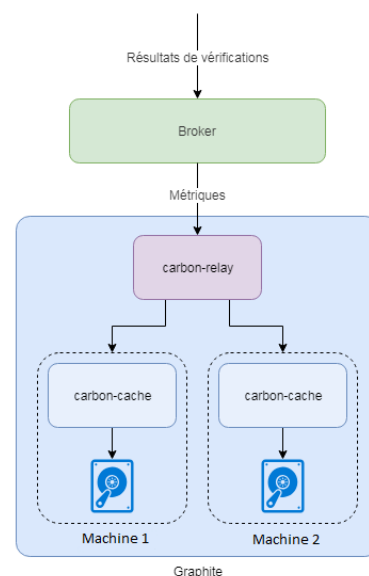 Résultats de vérifications
Broker
Métriques
carbon-relay
carbon-cache
carbon-cache
Machine 1
Machine 2
Graphite